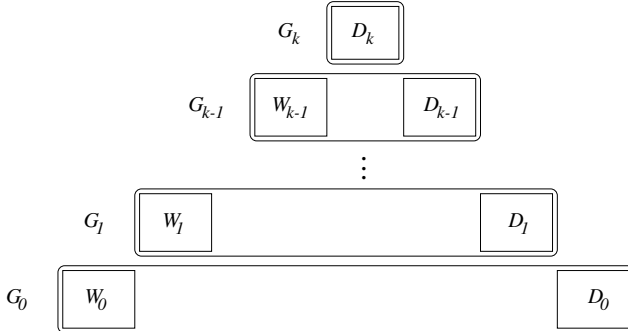 G_k D_k
G_{k-1} W_{k-1} D_{k-1}
⋮
G_1 W_1 D_1
G_0 W_0 D_0